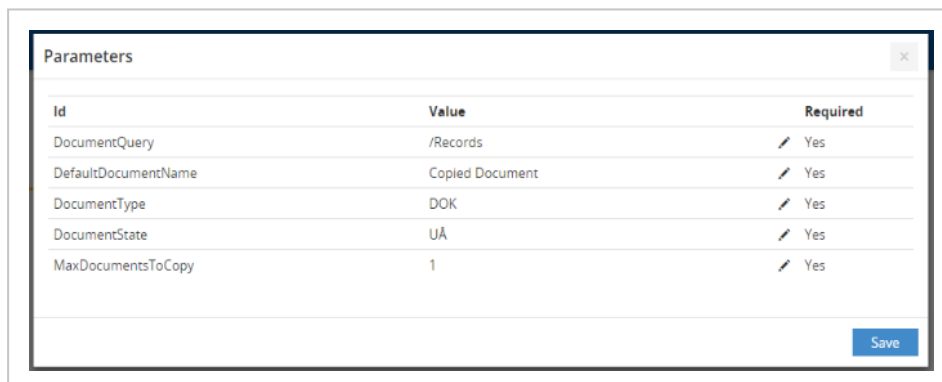 Parameters
×
Id Value Required
DocumentQuery /Records Yes
DefaultDocumentName Copied Document Yes
DocumentType DOK Yes
DocumentState UÅ Yes
MaxDocumentsToCopy 1 Yes
Save